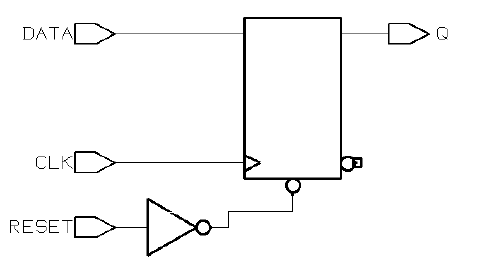 DATA
Q
CLK
RESET